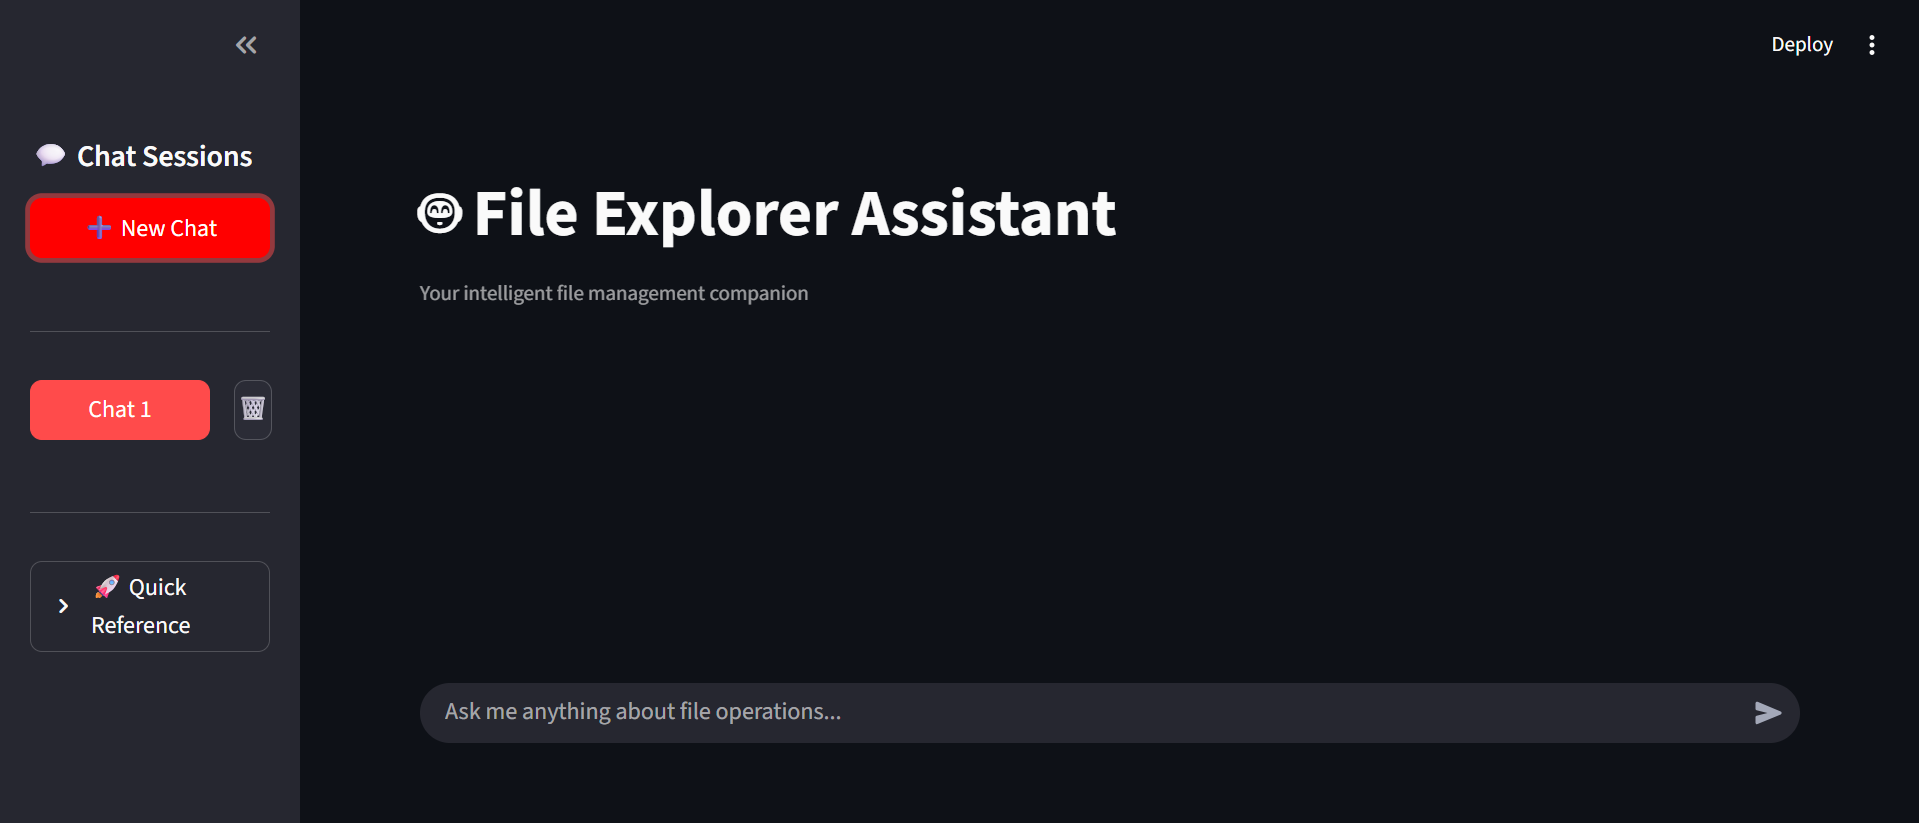 Deploy
Chat Sessions
New Chat
Chat 1
Quick
Reference
File Explorer Assistant
Your intelligent file management companion
Ask me anything about file operations...